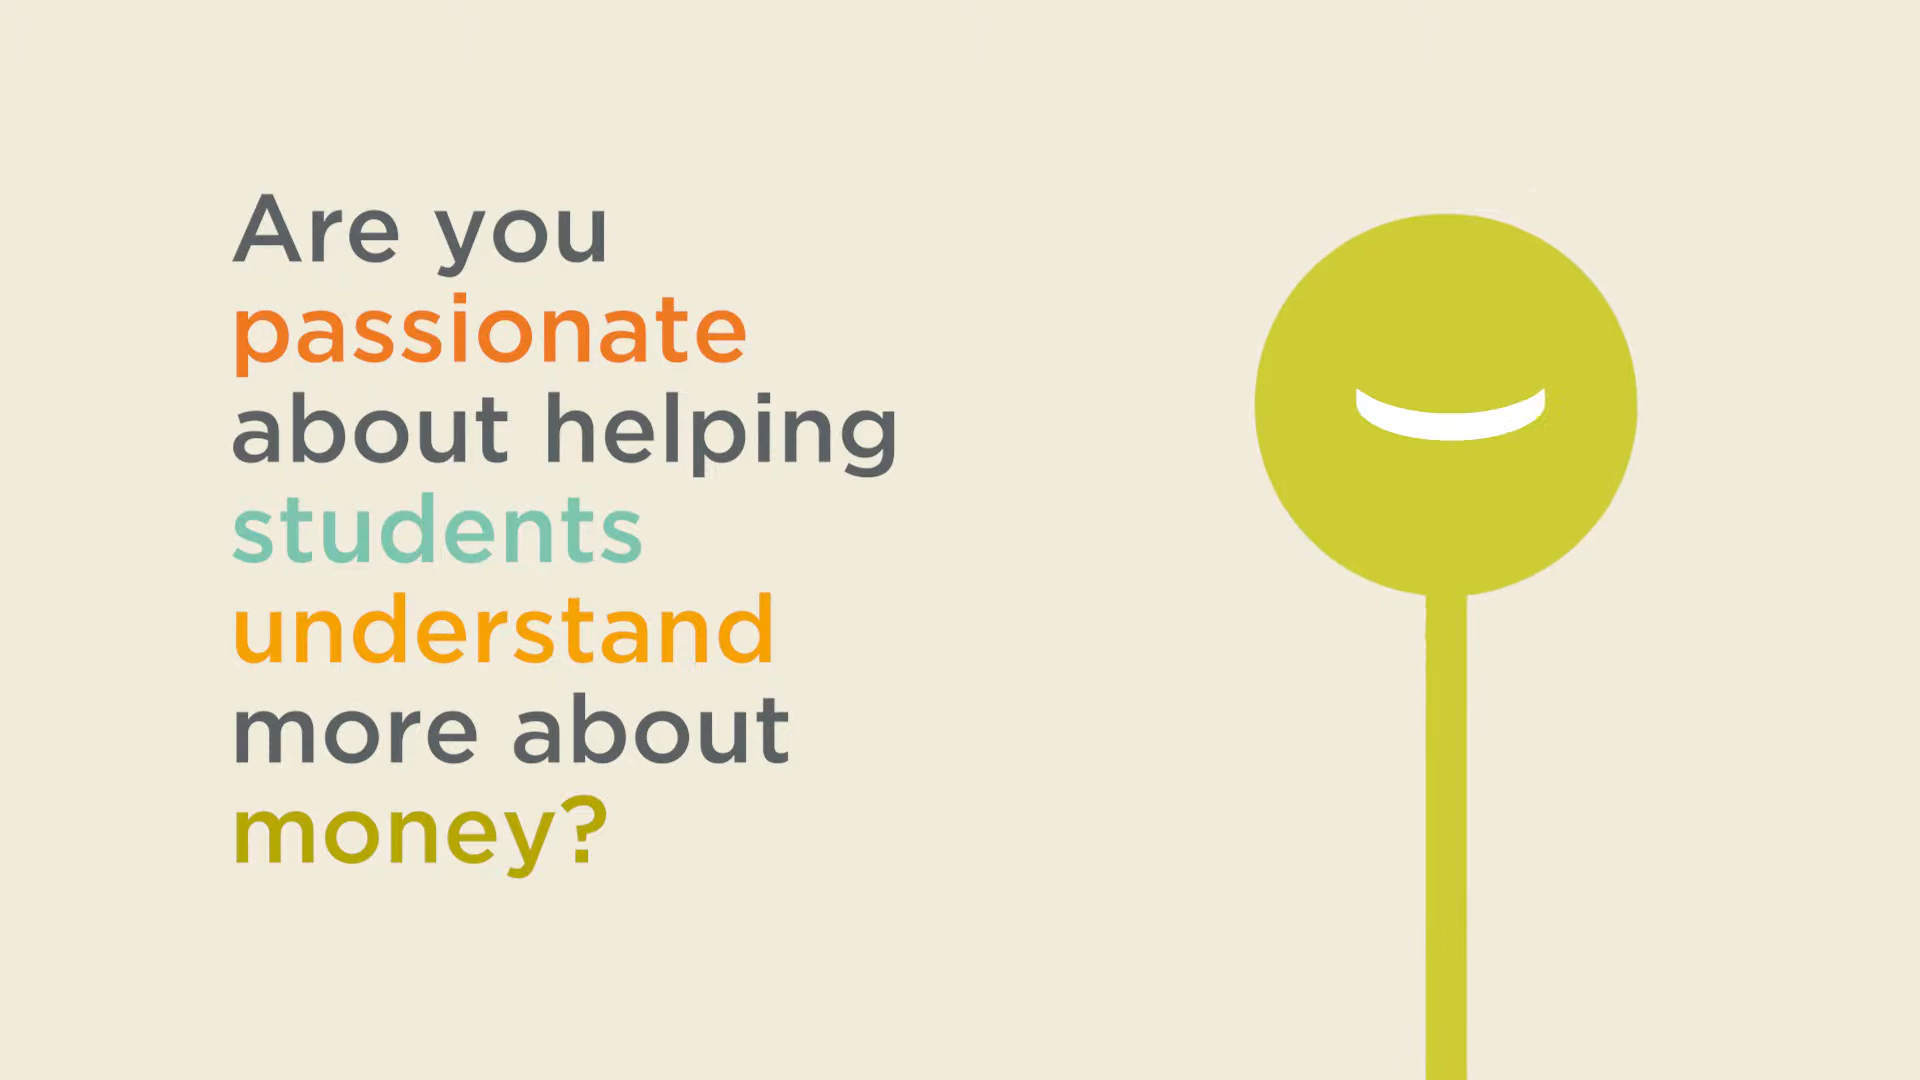 Are you
passionate
about helping
students
understand
more about
money?